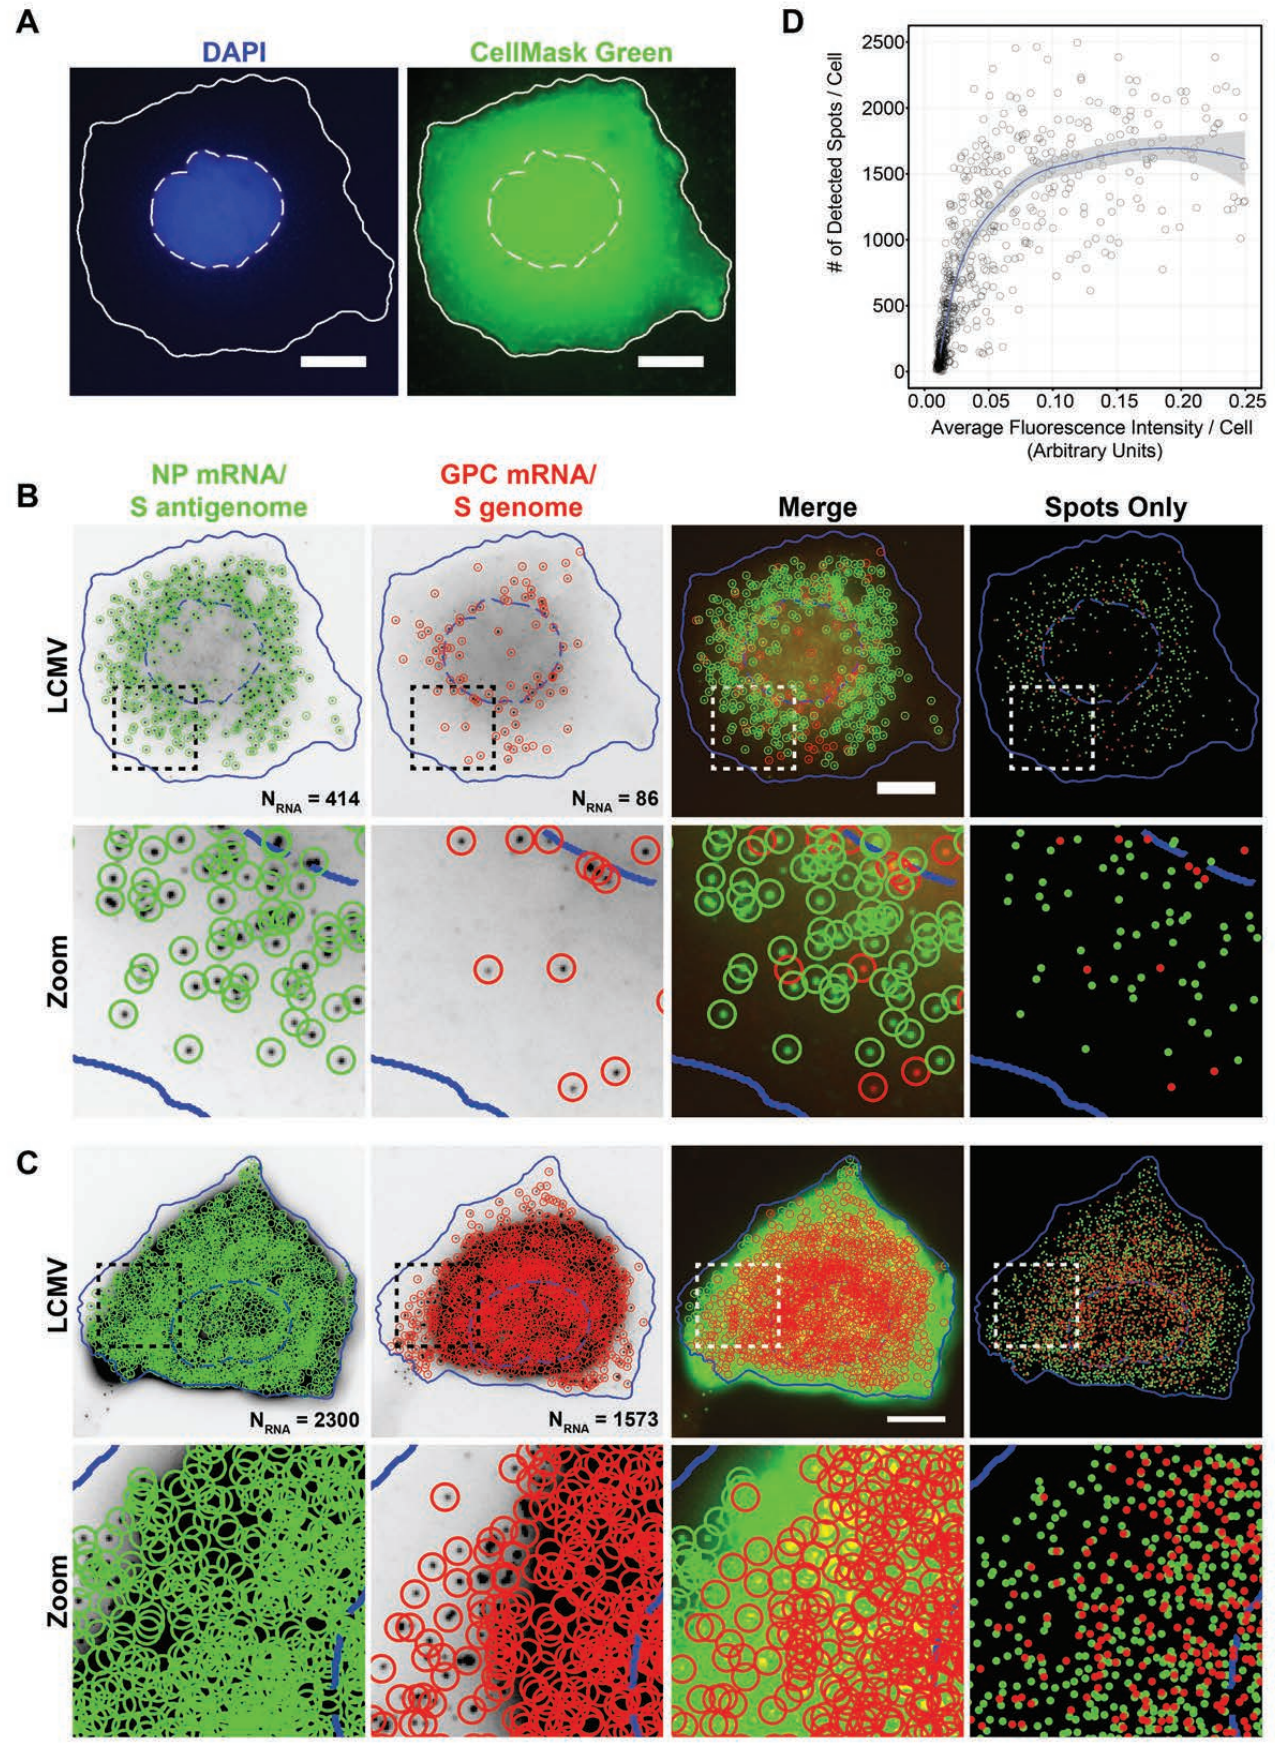 A
DAPI
CellMask Green
D
# of Detected Spots / Cell
2500
2000
1500
1000
500
0
0.00 0.05 0.10 0.15 0.20 0.25
Average Fluorescence Intensity / Cell
(Arbitrary Units)
B
NP mRNA/
S antigenome
GPC mRNA/
S genome
Merge
Spots Only
LCMV
NRNA = 414
NRNA = 86
Zoom
C
LCMV
NRNA = 2300
NRNA = 1573
Zoom